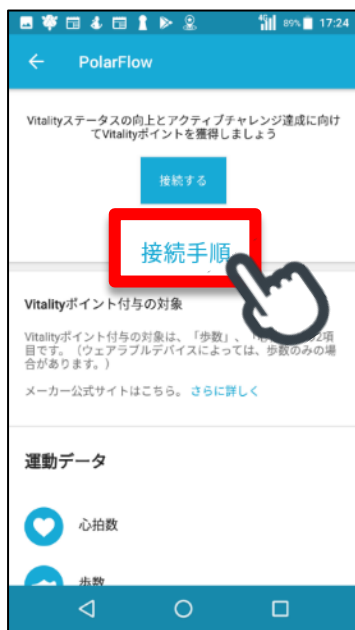 4G 89% 17:24
PolarFlow
Vitalityステータスの向上とアクティブチャレンジ達成に向け
てVitalityポイントを獲得しましょう
接続する
接続手順
Vitalityポイント付与の対象
Vitalityポイント付与の対象は、「歩数」、「心 の2項
目です。（ウェアラブルデバイスによっては、歩数のみの場
合があります。）
メーカー公式サイトはこちら。さらに詳しく
運動データ
心拍数
歩数